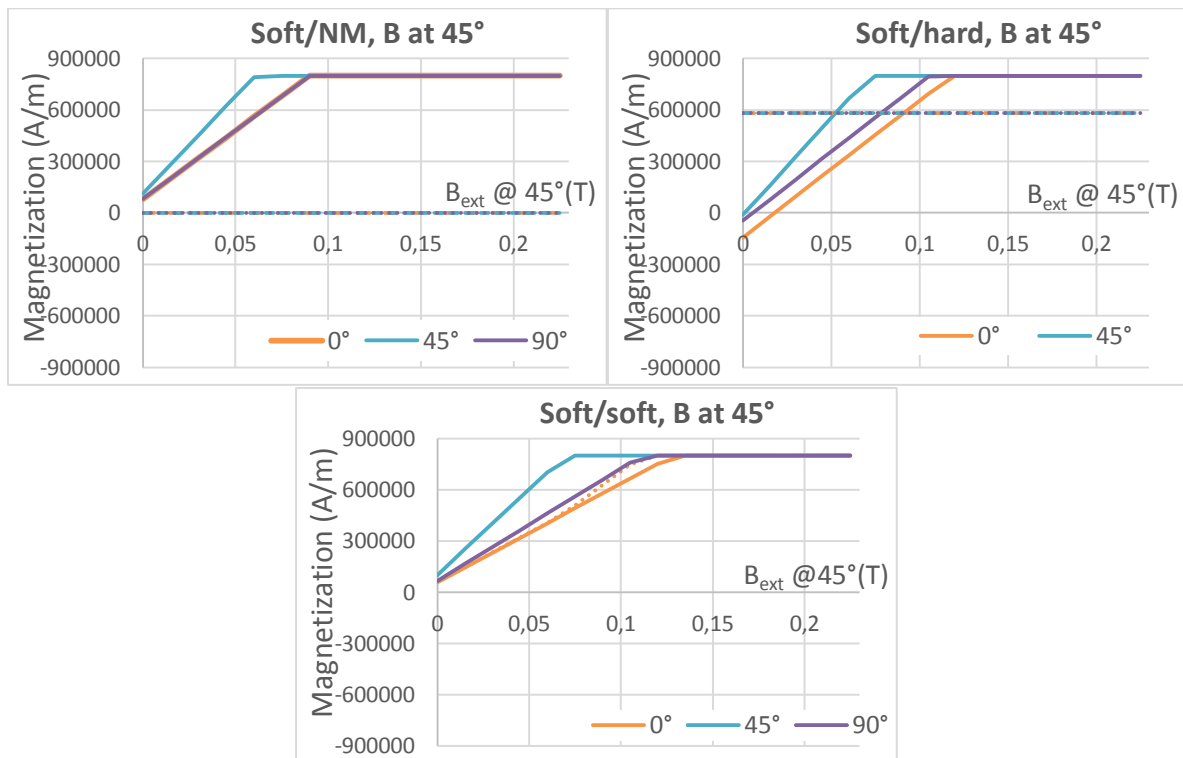 Soft/NM, B at 45°
Magnetization (A/m)
900000
600000
300000
0
-300000
-600000
-900000
B_ext @ 45°(T)
0 0,05 0,1 0,15 0,2
0° 45° 90°
Soft/hard, B at 45°
Magnetization (A/m)
900000
600000
300000
0
-300000
-600000
-900000
B_ext @ 45°(T)
0 0,05 0,1 0,15 0,2
0° 45°
Soft/soft, B at 45°
Magnetization (A/m)
900000
600000
300000
0
-300000
-600000
-900000
B_ext @45°(T)
0 0,05 0,1 0,15 0,2
0° 45° 90°